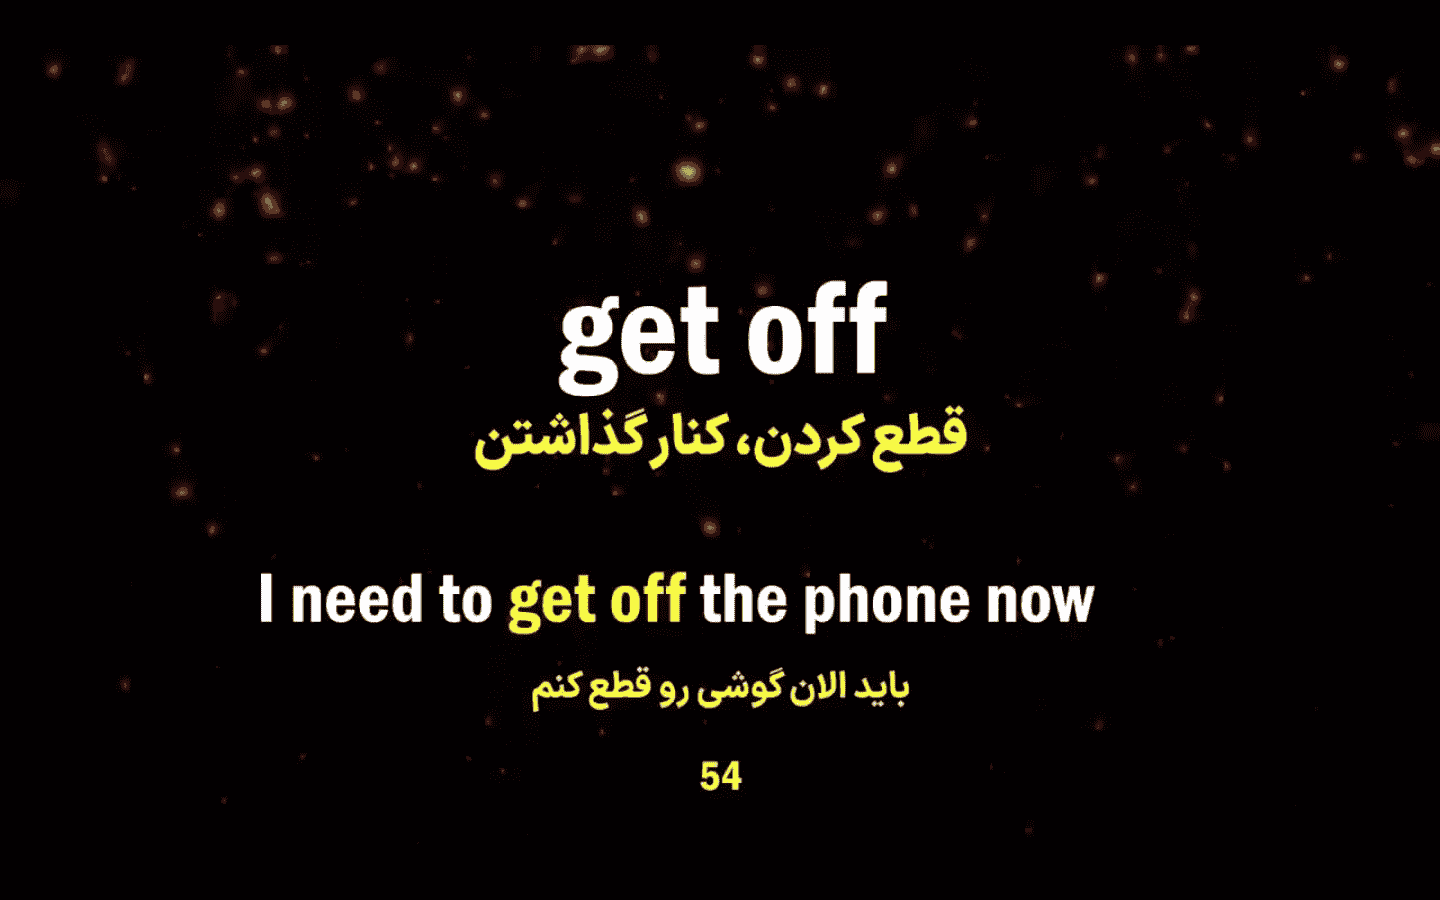 get off
قطع کردن، کنار گذاشتن
I need to get off the phone now
باید الان گوشی رو قطع کنم
54